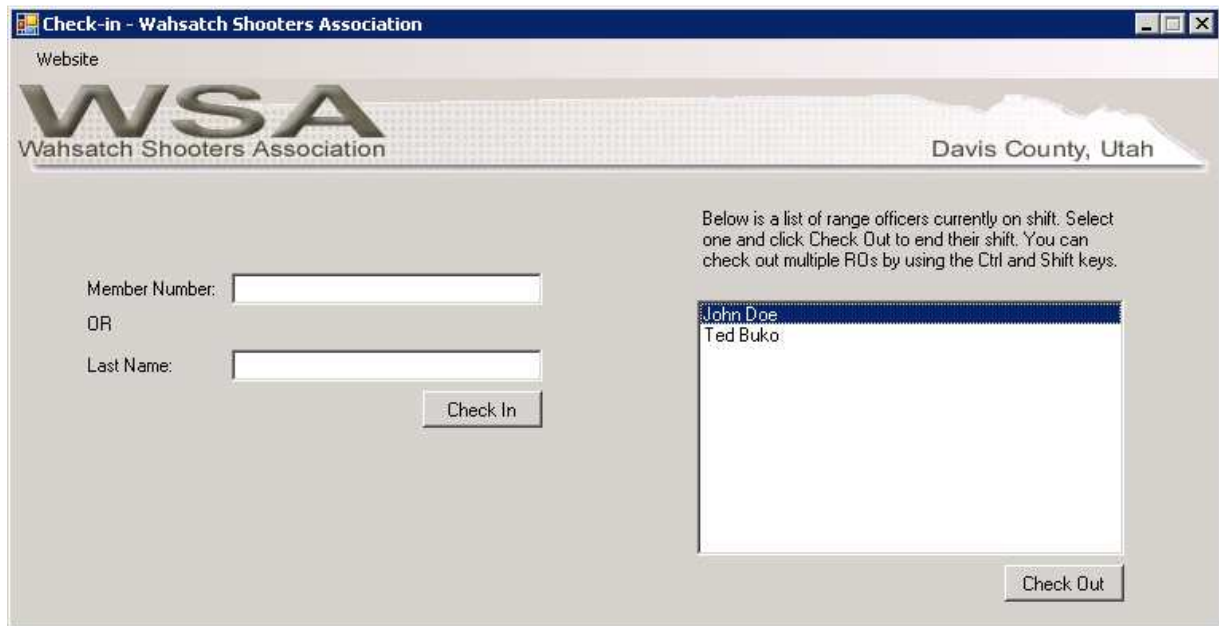 Check-in - Wahsatch Shooters Association
Website
WSA
Wahsatch Shooters Association
Davis County, Utah
Member Number:
OR
Last Name:
Check In
Below is a list of range officers currently on shift. Select
one and click Check Out to end their shift. You can
check out multiple ROs by using the Ctrl and Shift keys.
John Doe
Ted Buko
Check Out